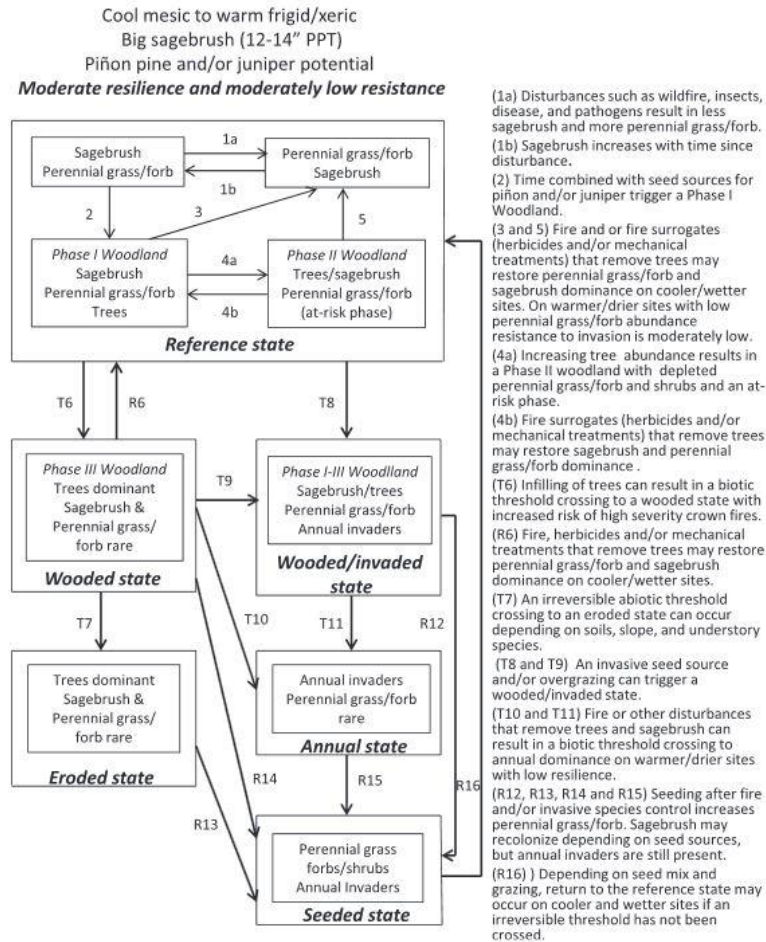 Cool mesic to warm frigid/xeric
Big sagebrush (12-14” PPT)
Piñon pine and/or juniper potential
Moderate resilience and moderately low resistance
Sagebrush
Perennial grass/forb
1a
1b
Perennial grass/forb
Sagebrush
2
3
5
Phase I Woodland
Sagebrush
Perennial grass/forb
Trees
4a
4b
Phase II Woodland
Trees/sagebrush
Perennial grass/forb
(at-risk phase)
Reference state
T6
R6
T8
Phase III Woodland
Trees dominant
Sagebrush &
Perennial grass/
forb rare
Wooded state
T9
Phase I-III Woodlland
Sagebrush/trees
Perennial grass/forb
Annual invaders
Wooded/invaded
state
T7
T10
T11
R12
Trees dominant
Sagebrush &
Perennial grass/
forb rare
Eroded state
Annual invaders
Perennial grass/forb
rare
Annual state
R13
R14
R15
R16
Perennial grass
forbs/shrubs
Annual Invaders
Seeded state
(1a) Disturbances such as wildfire, insects,
disease, and pathogens result in less
sagebrush and more perennial grass/forb.
(1b) Sagebrush increases with time since
disturbance.
(2) Time combined with seed sources for
piñon and/or juniper trigger a Phase I
Woodland.
(3 and 5) Fire and or fire surrogates
(herbicides and/or mechanical
treatments) that remove trees may
restore perennial grass/forb and
sagebrush dominance on cooler/wetter
sites. On warmer/drier sites with low
perennial grass/forb abundance
resistance to invasion is moderately low.
(4a) Increasing tree abundance results in
a Phase II woodland with depleted
perennial grass/forb and shrubs and an at-
risk phase.
(4b) Fire surrogates (herbicides and/or
mechanical treatments) that remove trees
may restore sagebrush and perennial
grass/forb dominance .
(T6) Infilling of trees can result in a biotic
threshold crossing to a wooded state with
increased risk of high severity crown fires.
(R6) Fire, herbicides and/or mechanical
treatments that remove trees may restore
perennial grass/forb and sagebrush
dominance on cooler/wetter sites.
(T7) An irreversible abiotic threshold
crossing to an eroded state can occur
depending on soils, slope, and understory
species.
(T8 and T9) An invasive seed source
and/or overgrazing can trigger a
wooded/invaded state.
(T10 and T11) Fire or other disturbances
that remove trees and sagebrush can
result in a biotic threshold crossing to
annual dominance on warmer/drier sites
with low resilience.
(R12, R13, R14 and R15) Seeding after fire
and/or invasive species control increases
perennial grass/forb. Sagebrush may
recolonize depending on seed sources,
but annual invaders are still present.
(R16) ) Depending on seed mix and
grazing, return to the reference state may
occur on cooler and wetter sites if an
irreversible threshold has not been
crossed.